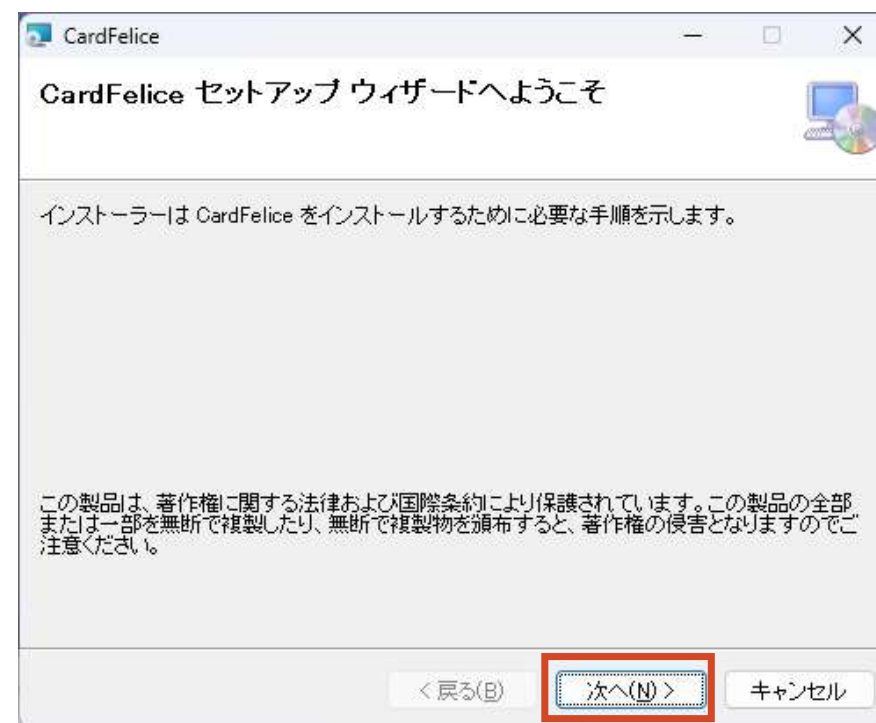 CardFelice
CardFelice セットアップ ウィザードへようこそ
インストーラーは CardFelice をインストールするために必要な手順を示します。
この製品は、著作権に関する法律および国際条約により保護されています。この製品の全部
または一部を無断で複製したり、無断で複製物を頒布すると、著作権の侵害となりますのでご
注意ください。
< 戻る(B) 次へ(N) > キャンセル